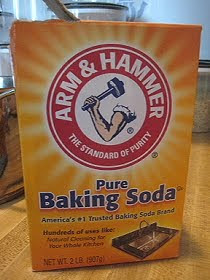 ARM & HAMMER
THE STANDARD OF PURITY
Pure
Baking Soda
America's #1 Trusted Baking Soda Brand
Hundreds of uses like:
Natural Cleaning for
Your Whole Kitchen
NET WT. 2 LB. (907g)